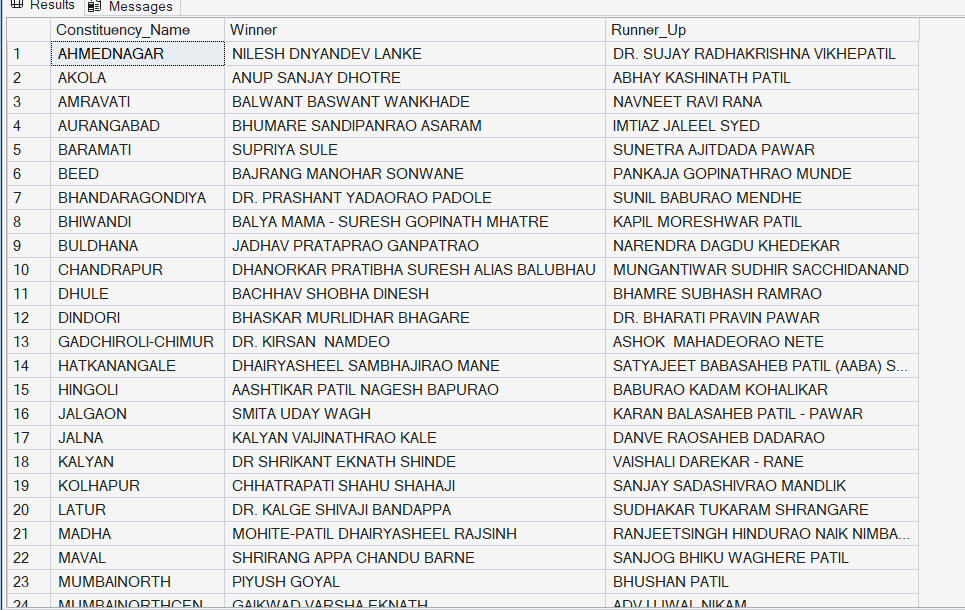 Results Messages
Constituency_Name Winner Runner_Up
1 AHMEDNAGAR NILESH DNYANDEV LANKE DR. SUJAY RADHAKRISHNA VIKHEPATIL
2 AKOLA ANUP SANJAY DHOTRE ABHAY KASHINATH PATIL
3 AMRAVATI BALWANT BASWANT WANKHADE NAVNEET RAVI RANA
4 AURANGABAD BHUMARE SANDIPANRAO ASARAM IMTIAZ JALEEL SYED
5 BARAMATI SUPRIYA SULE SUNETRA AJITDADA PAWAR
6 BEED BAJRANG MANOHAR SONWANE PANKAJA GOPINATHRAO MUNDE
7 BHANDARAGONDIYA DR. PRASHANT YADAORAO PADOLE SUNIL BABURAO MENDHE
8 BHIWANDI BALYA MAMA - SURESH GOPINATH MHATRE KAPIL MORESHWAR PATIL
9 BULDHANA JADHAV PRATAPRAO GANPATRAO NARENDRA DAGDU KHEDEKAR
10 CHANDRAPUR DHANORKAR PRATIBHA SURESH ALIAS BALUBHAU MUNGANTIWAR SUDHIR SACCHIDANAND
11 DHULE BACHHAV SHOBHA DINESH BHAMRE SUBHASH RAMRAO
12 DINDORI BHASKAR MURLIDHAR BHAGARE DR. BHARATI PRAVIN PAWAR
13 GADCHIROLI-CHIMUR DR. KIRSAN  NAMDEO ASHOK  MAHADEORAO NETE
14 HATKANANGALE DHAIRYASHEEL SAMBHAJIRAO MANE SATYAJEET BABASAHEB PATIL (AABA) S...
15 HINGOLI AASHTIKAR PATIL NAGESH BAPURAO BABURAO KADAM KOHALIKAR
16 JALGAON SMITA UDAY WAGH KARAN BALASAHEB PATIL - PAWAR
17 JALNA KALYAN VAIJINATHRAO KALE DANVE RAOSAHEB DADARAO
18 KALYAN DR SHRIKANT EKNATH SHINDE VAISHALI DAREKAR - RANE
19 KOLHAPUR CHHATRAPATI SHAHU SHAHAJI SANJAY SADASHIVRAO MANDLIK
20 LATUR DR. KALGE SHIVAJI BANDAPPA SUDHAKAR TUKARAM SHRANGARE
21 MADHA MOHITE-PATIL DHAIRYASHEEL RAJSINH RANJEETSINGH HINDURAO NAIK NIMBA...
22 MAVAL SHRIRANG APPA CHANDU BARNE SANJOG BHIKU WAGHERE PATIL
23 MUMBAINORTH PIYUSH GOYAL BHUSHAN PATIL
24 MUMBAINORTHCEN GAIKWAD VARSHA EKNATH ADV UJWAL NIKAM